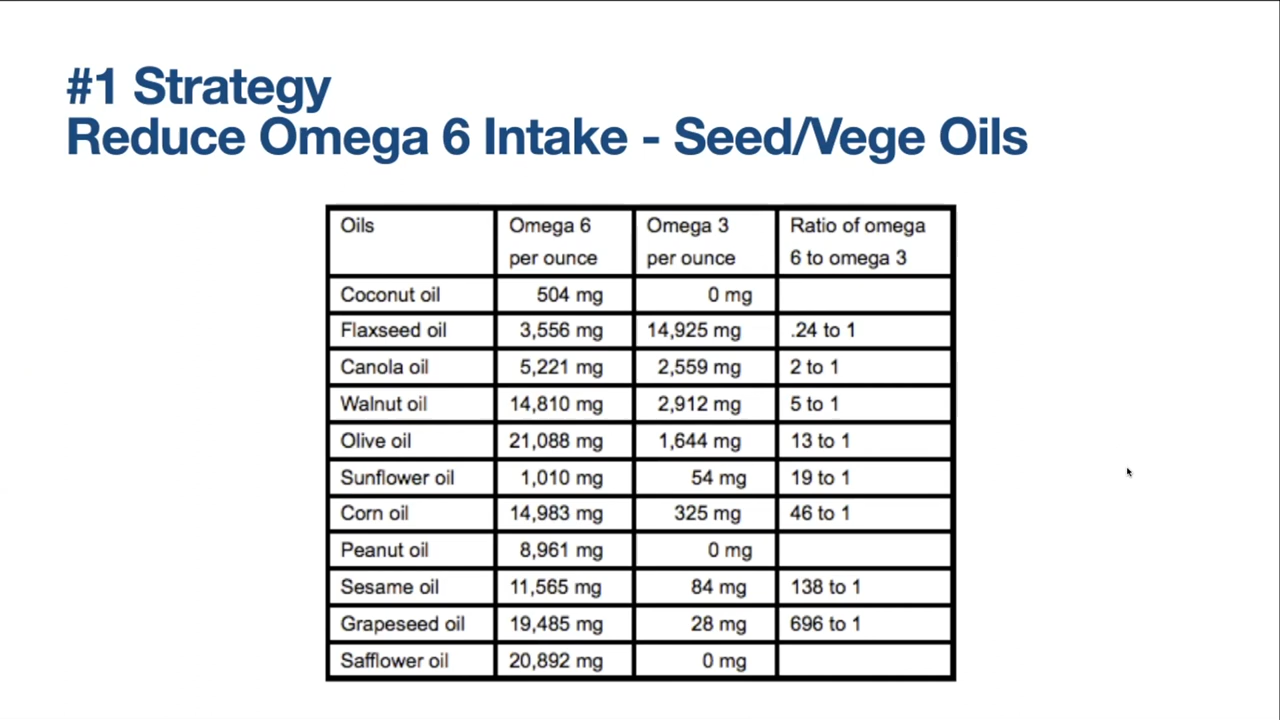 #1 Strategy
Reduce Omega 6 Intake - Seed/Vege Oils
Oils Omega 6 per ounce Omega 3 per ounce Ratio of omega 6 to omega 3
Coconut oil 504 mg 0 mg
Flaxseed oil 3,556 mg 14,925 mg .24 to 1
Canola oil 5,221 mg 2,559 mg 2 to 1
Walnut oil 14,810 mg 2,912 mg 5 to 1
Olive oil 21,088 mg 1,644 mg 13 to 1
Sunflower oil 1,010 mg 54 mg 19 to 1
Corn oil 14,983 mg 325 mg 46 to 1
Peanut oil 8,961 mg 0 mg
Sesame oil 11,565 mg 84 mg 138 to 1
Grapeseed oil 19,485 mg 28 mg 696 to 1
Safflower oil 20,892 mg 0 mg